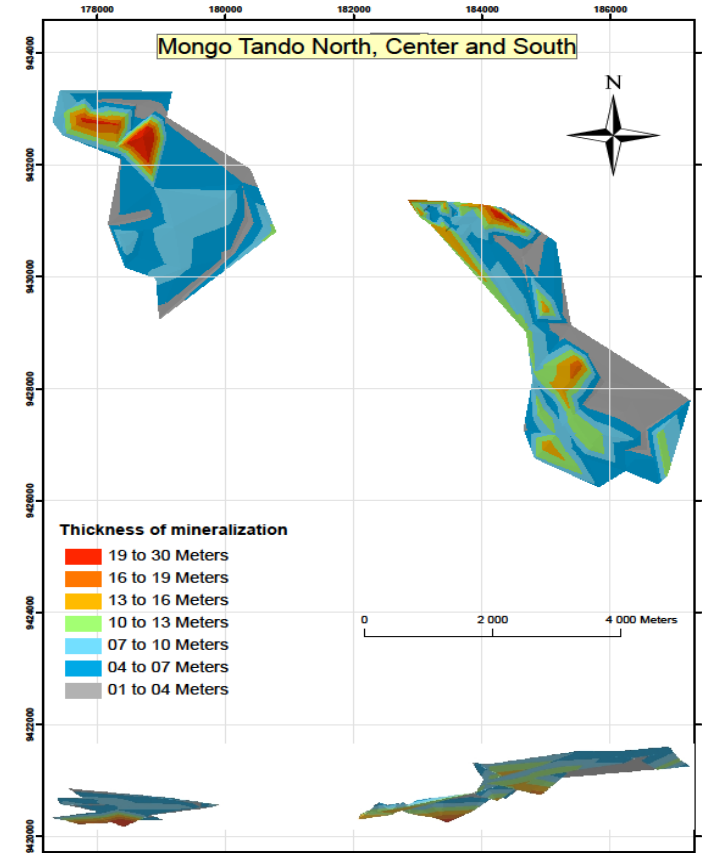 178000 180000 182000 184000 186000
Mongo Tando North, Center and South
N
9434000
9432000
9430000
9428000
9426000
9424000
9422000
9420000
Thickness of mineralization
19 to 30 Meters
16 to 19 Meters
13 to 16 Meters
10 to 13 Meters
07 to 10 Meters
04 to 07 Meters
01 to 04 Meters
0 2 000 4 000 Meters